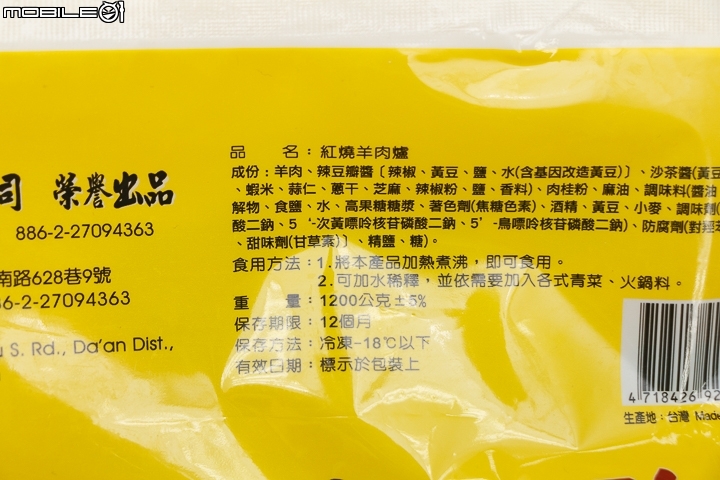 MOBILE01
司 榮譽出品
886-2-27094363
南路628巷9號
86-2-27094363
S. Rd., Da'an Dist.,
品 名：紅燒羊肉爐
成份：羊肉、辣豆瓣醬〔辣椒、黃豆、鹽、水(含基因改造黃豆)〕、沙茶醬(黃豆
、蝦米、蒜仁、蔥干、芝麻、辣椒粉、鹽、香料)、肉桂粉、麻油、調味料(醬油
解物、食鹽、水、高果糖糖漿、著色劑(焦糖色素)、酒精、黃豆、小麥、調味劑(
酸二鈉、5'-次黃嘌呤核苷磷酸二鈉、5'-鳥嘌呤核苷磷酸二鈉)、防腐劑(對
、甜味劑(甘草素)〕、精鹽、糖)。
食用方法：1.將本產品加熱煮沸，即可食用。
2.可加水稀釋，並依需要加入各式青菜、火鍋料。
重 量：1200公克±5%
保存期限：12個月
保存方法：冷凍-18℃以下
有效日期：標示於包裝上
4 718426 92
生產地：台灣 Made